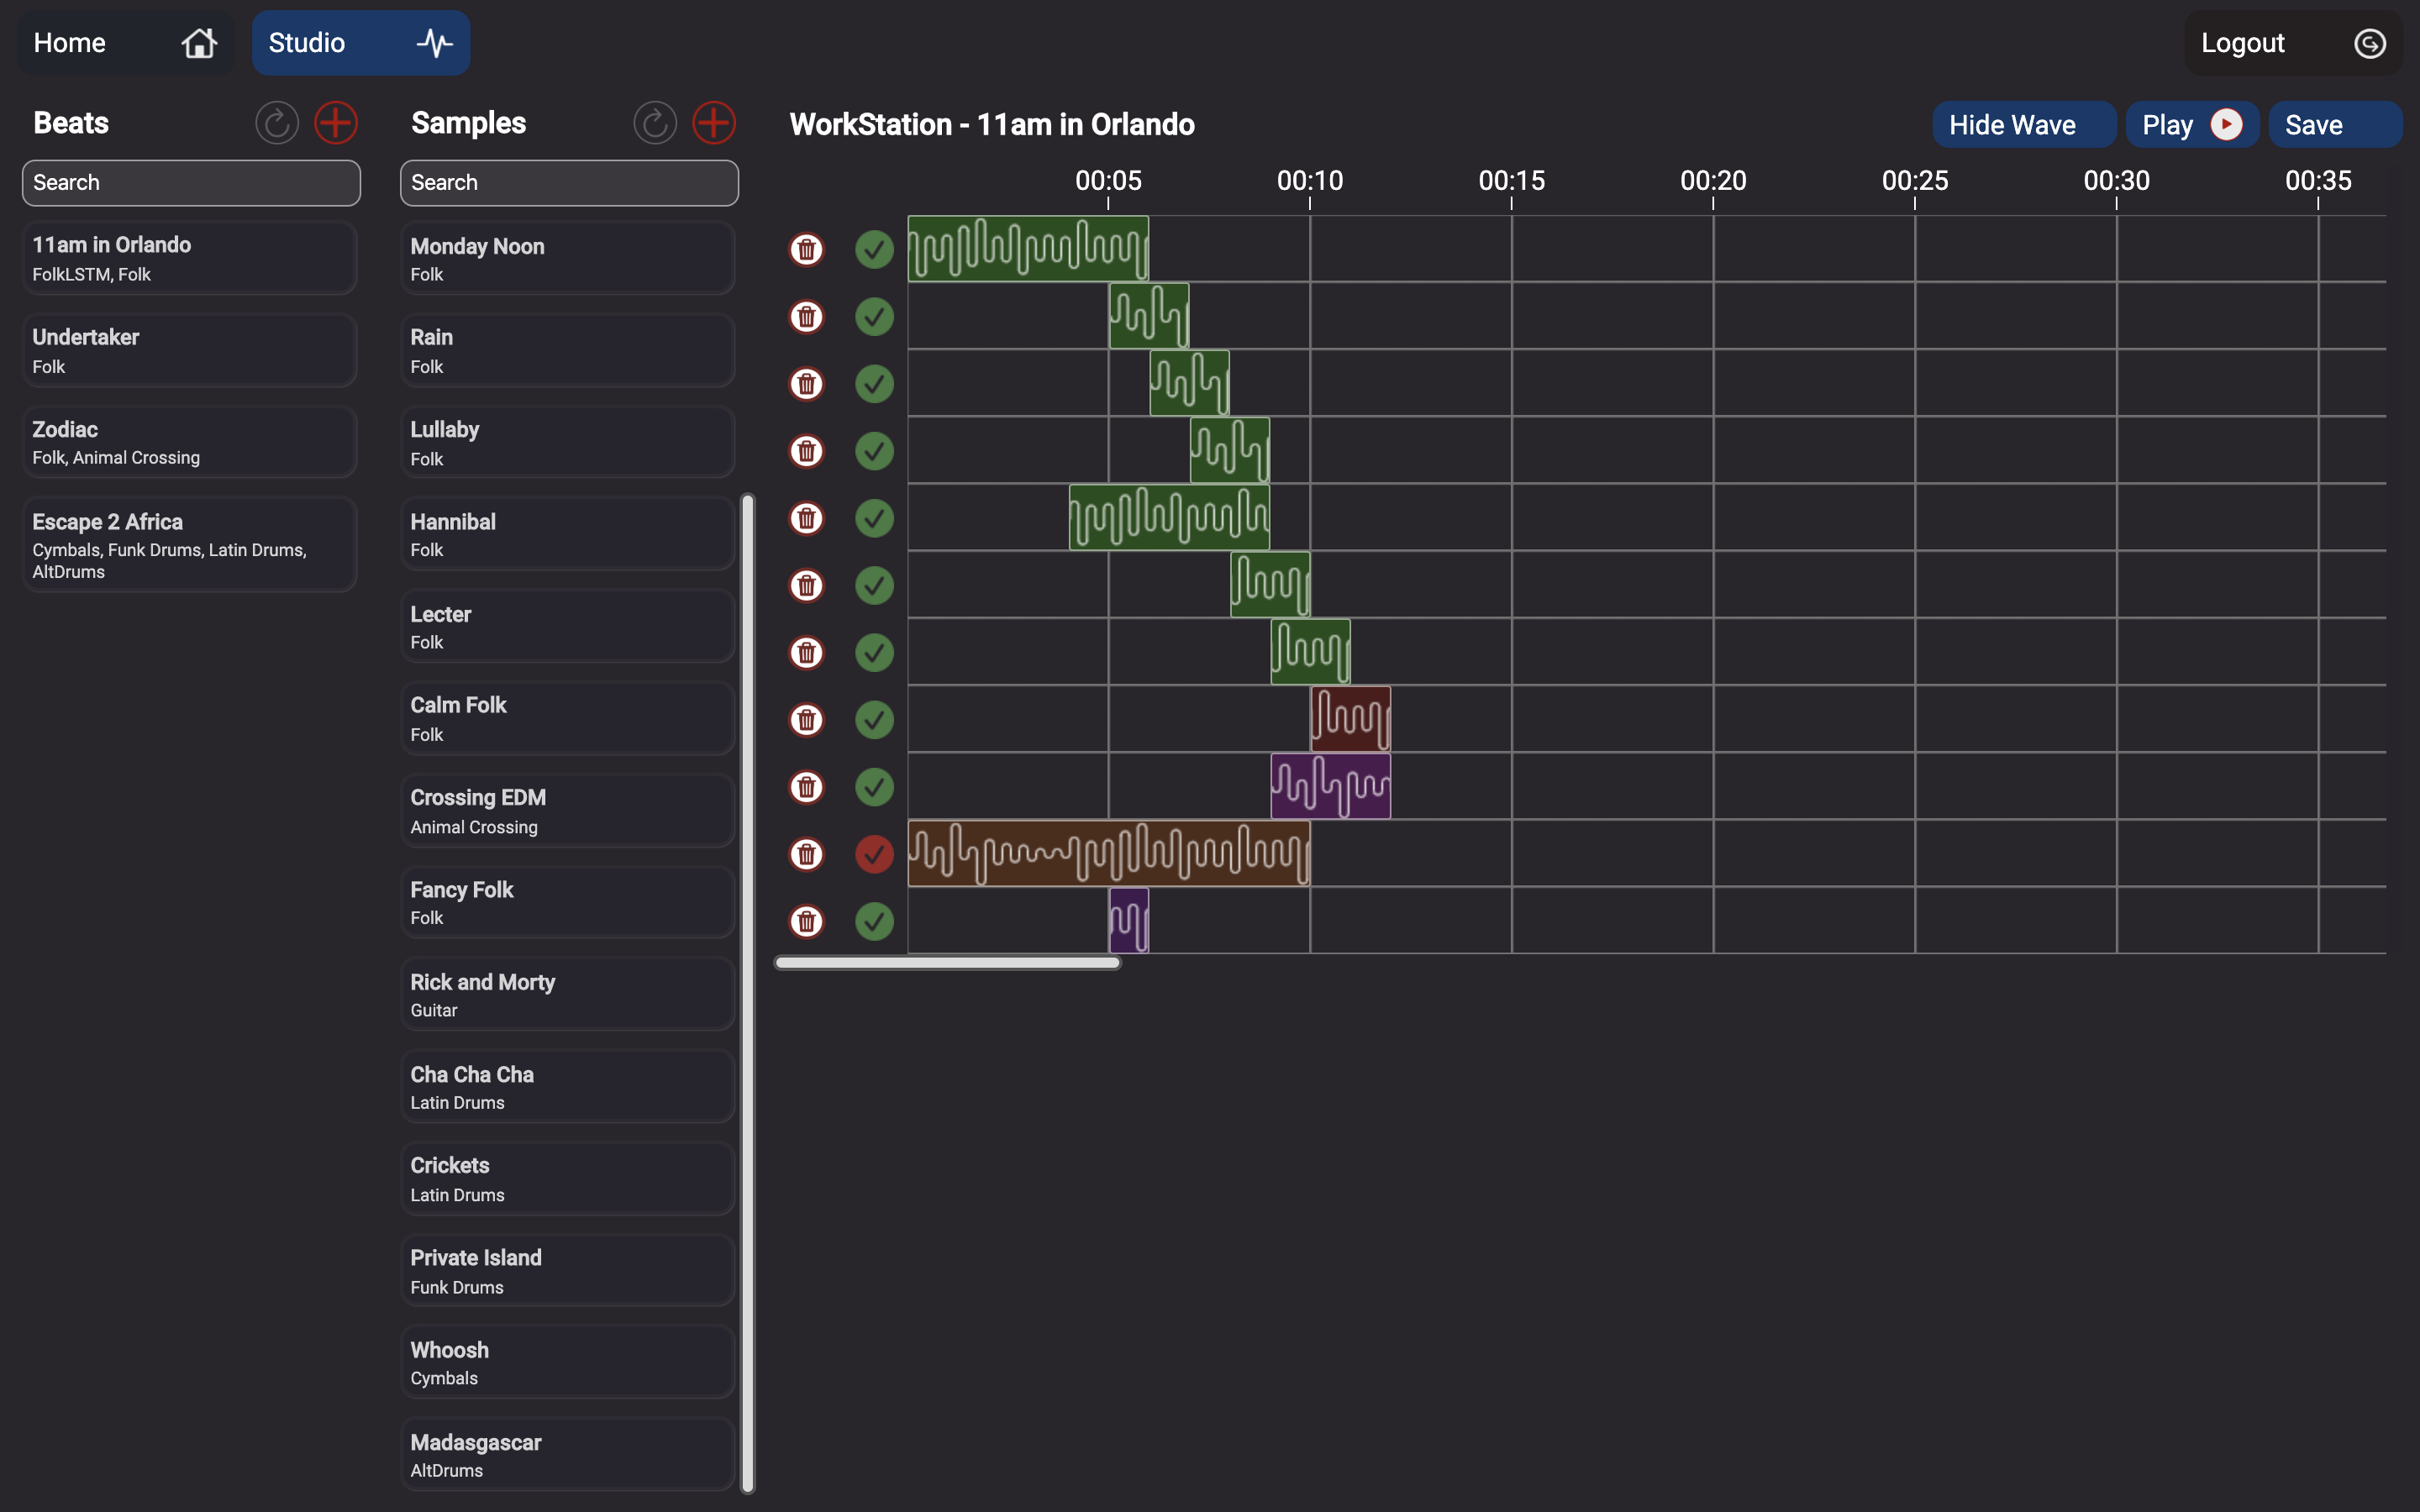 Home
Studio
Logout
Beats
Search
11am in Orlando
FolkLSTM, Folk
Undertaker
Folk
Zodiac
Folk, Animal Crossing
Escape 2 Africa
Cymbals, Funk Drums, Latin Drums,
AltDrums
Samples
Search
Monday Noon
Folk
Rain
Folk
Lullaby
Folk
Hannibal
Folk
Lecter
Folk
Calm Folk
Folk
Crossing EDM
Animal Crossing
Fancy Folk
Folk
Rick and Morty
Guitar
Cha Cha Cha
Latin Drums
Crickets
Latin Drums
Private Island
Funk Drums
Whoosh
Cymbals
Madasgascar
AltDrums
WorkStation - 11am in Orlando
Hide Wave
Play
Save
00:05 00:10 00:15 00:20 00:25 00:30 00:35